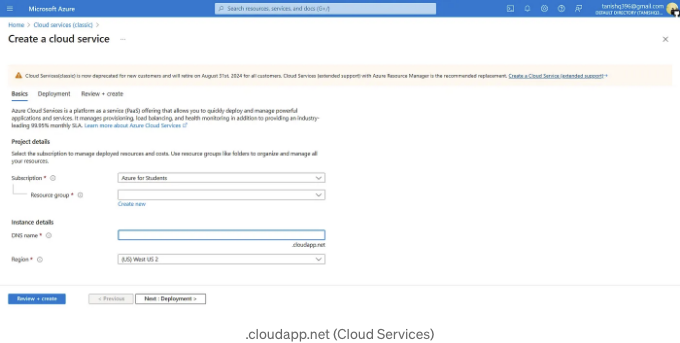 Microsoft Azure
Search resources, services, and docs (G+/)
tanishq396@gmail.com
DEFAULT DIRECTORY (TANISHQ...
Home > Cloud services (classic) >
Create a cloud service ...
Cloud Services(classic) is now deprecated for new customers and will retire on August 31st, 2024 for all customers. Cloud Services (extended support) with Azure Resource Manager is the recommended replacement. Create a Cloud Service (extended support)→
Basics Deployment Review + create
Azure Cloud Services is a platform as a service (PaaS) offering that allows you to quickly deploy and manage powerful
applications and services. It manages provisioning, load balancing, and health monitoring in addition to providing an industry-
leading 99.95% monthly SLA. Learn more about Azure Cloud Services
Project details
Select the subscription to manage deployed resources and costs. Use resource groups like folders to organize and manage all
your resources.
Subscription * Azure for Students
Resource group *
Create new
Instance details
DNS name *
.cloudapp.net
Region * (US) West US 2
Review + create < Previous Next : Deployment >
.cloudapp.net (Cloud Services)